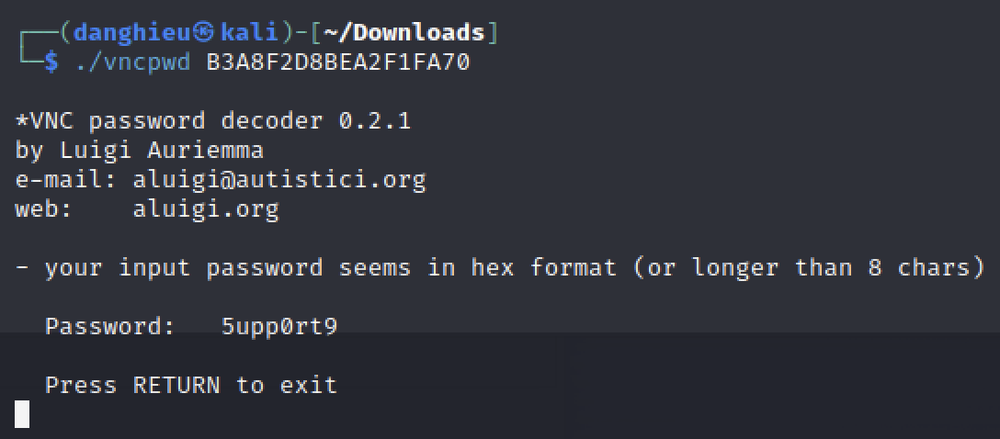 ┌──(danghieu㉿kali)-[~/Downloads]
└─$ ./vncpwd B3A8F2D8BEA2F1FA70
*VNC password decoder 0.2.1
by Luigi Auriemma
e-mail: aluigi@autistici.org
web:    aluigi.org
- your input password seems in hex format (or longer than 8 chars)
  Password:   5upp0rt9
  Press RETURN to exit